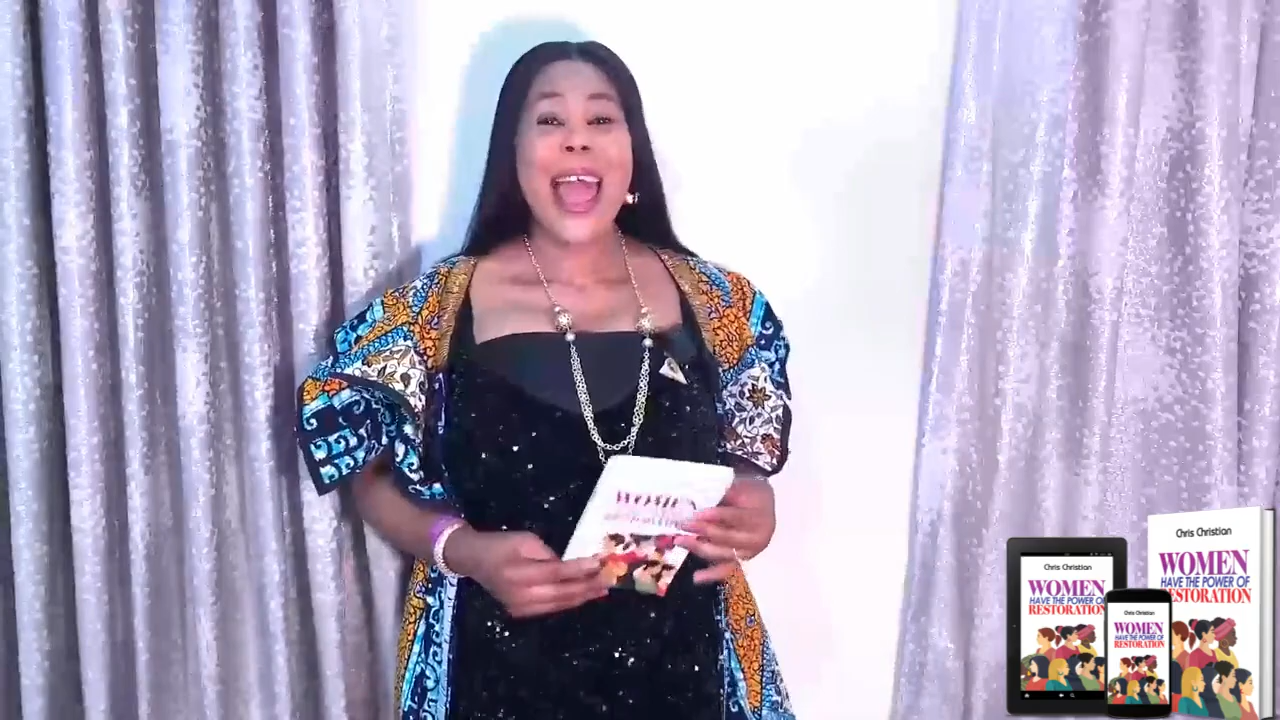 WOMEN
Chris Christian
WOMEN
HAVE THE POWER OF
RESTORATION
Chris Christian
WOMEN
HAVE THE POWER OF
RESTORATION
Chris Christian
WOMEN
HAVE THE POWER OF
RESTORATION